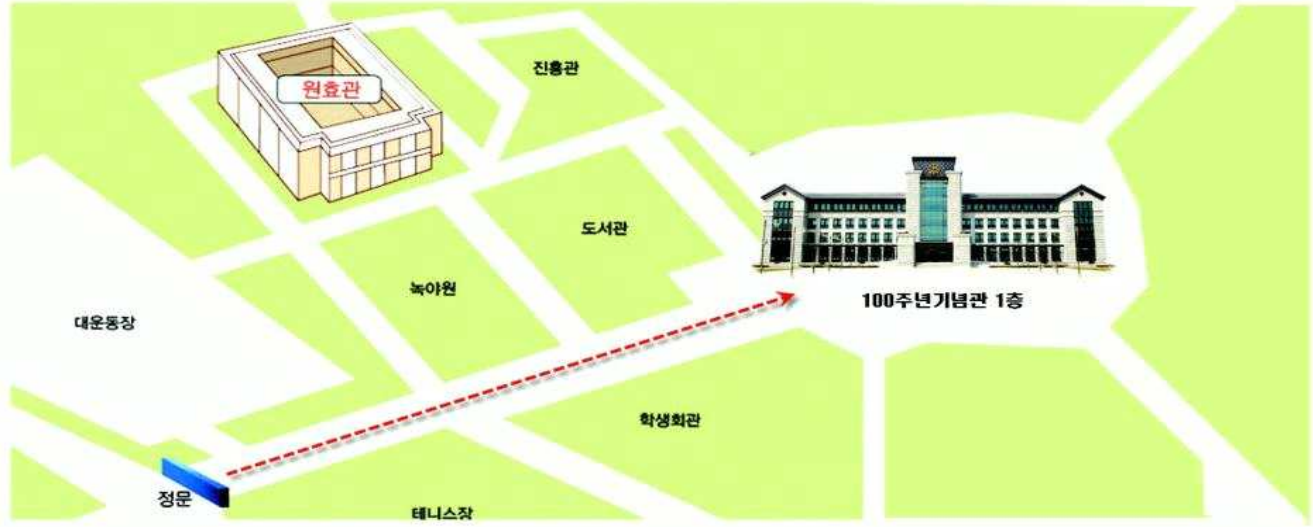 진흥관
원효관
도서관
녹야원
100주년기념관 1층
대운동장
학생회관
정문
테니스장